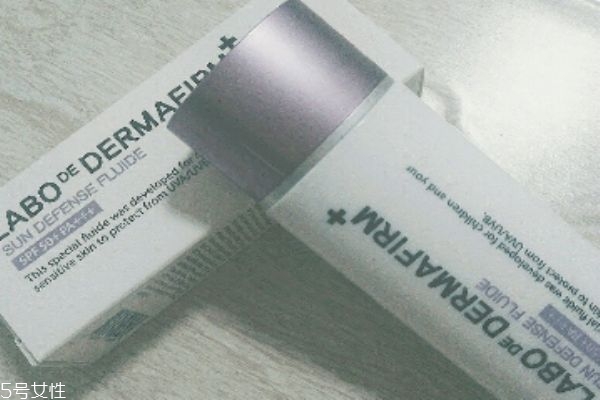 LABO DE DERMAFIRM+
SUN DEFENSE FLUIDE
SPF 50+ PA+++
This special fluide was developed for
sensitive skin to protect from UVA/UVB
DERMAFIRM+
LABO DE
SUN DEFENSE FLUIDE
fluide was developed for children and your
skin to protect from UVA/UVB.
5号女性